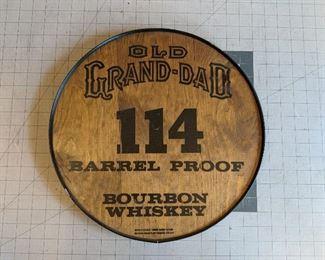 OLD
GRAND-DAD
114
BARREL PROOF
BOURBON
WHISKEY